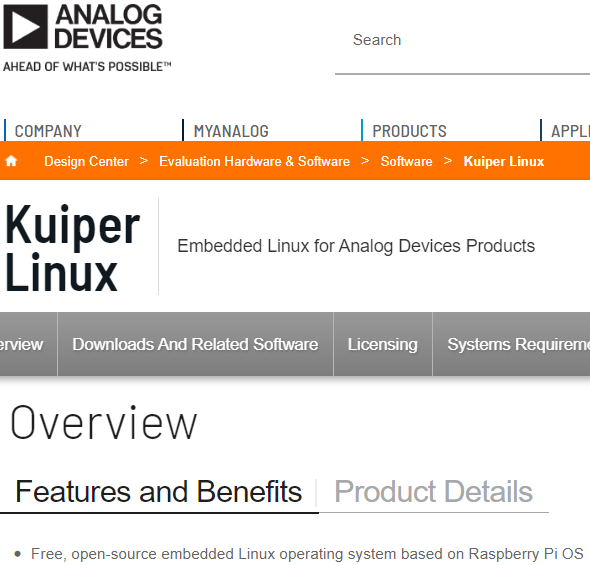 ANALOG
DEVICES
AHEAD OF WHAT'S POSSIBLE™
Search
COMPANY MYANALOG PRODUCTS APPL
Design Center > Evaluation Hardware & Software > Software > Kuiper Linux
Kuiper
Linux
Embedded Linux for Analog Devices Products
erview Downloads And Related Software Licensing Systems Requireme
Overview
Features and Benefits Product Details
• Free, open-source embedded Linux operating system based on Raspberry Pi OS